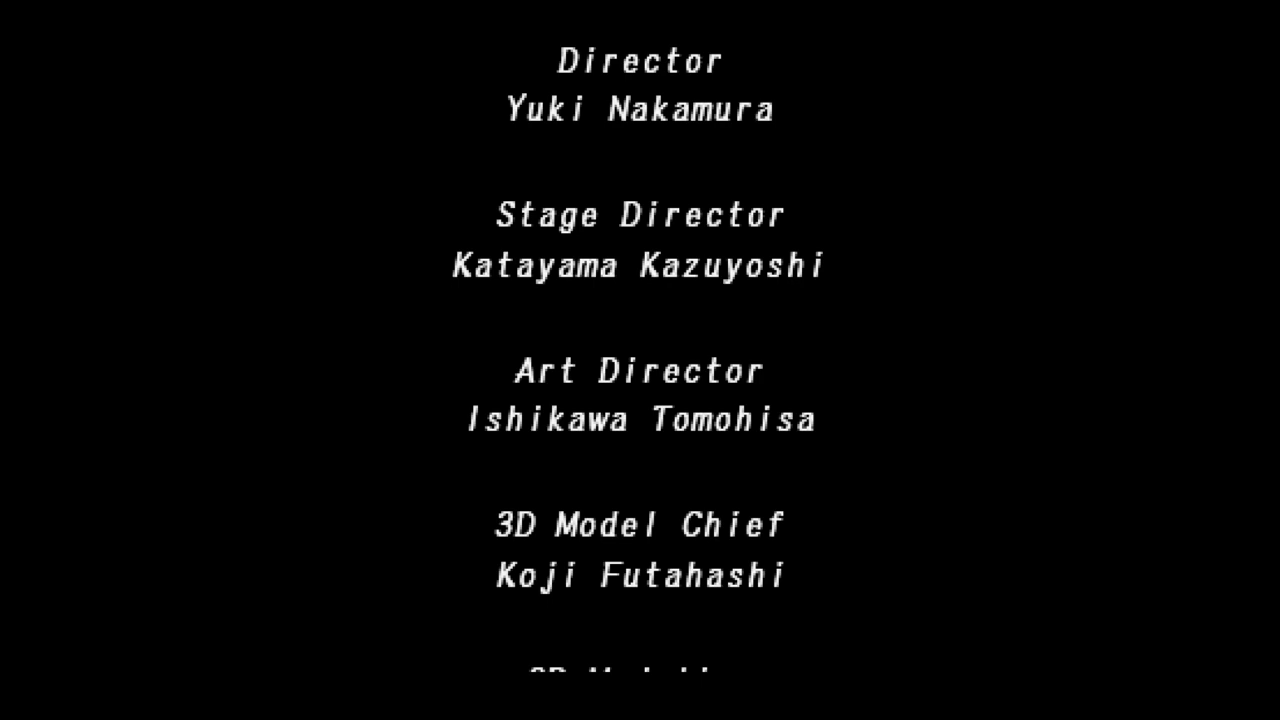 Director
Yuki Nakamura
Stage Director
Katayama Kazuyoshi
Art Director
Ishikawa Tomohisa
3D Model Chief
Koji Futahashi